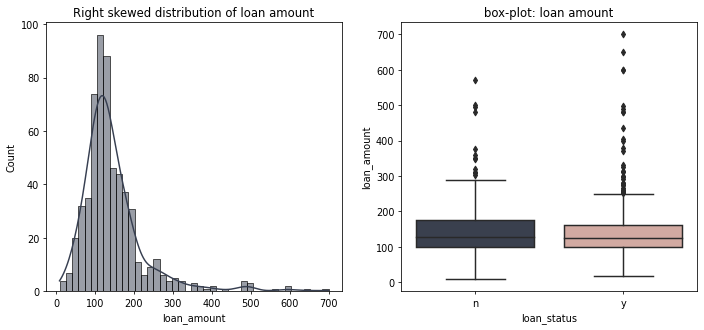 Right skewed distribution of loan amount
100
80
60
40
20
0
Count
0 100 200 300 400 500 600 700
loan_amount
box-plot: loan amount
700
600
500
400
300
200
100
0
loan_amount
n y
loan_status